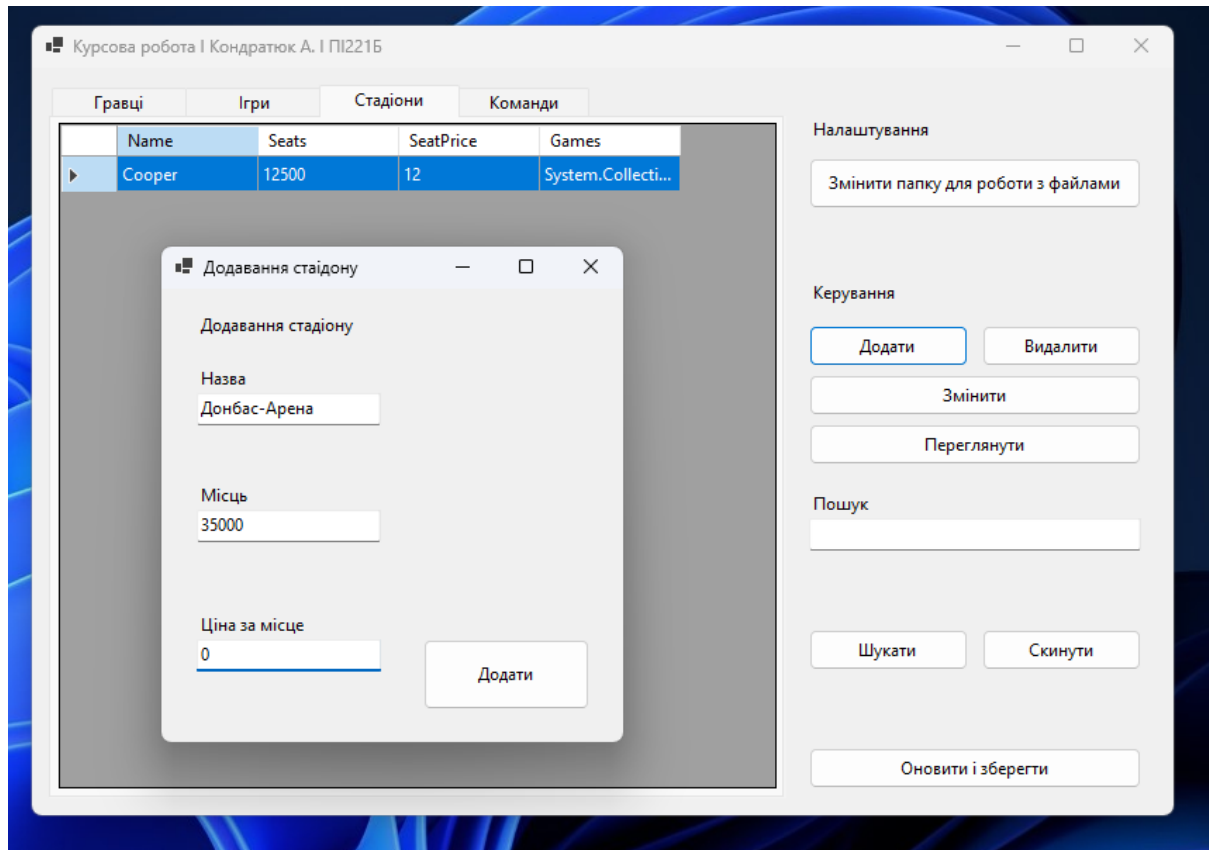 Курсова робота І Кондратюк А. І ПІ221Б
Гравці Ігри Стадіони Команди
Name Seats SeatPrice Games
Cooper 12500 12 System.Collecti...
Додавання стаідону
Додавання стадіону
Назва
Донбас-Арена
Місць
35000
Ціна за місце
0
Додати
Налаштування
Змінити папку для роботи з файлами
Керування
Додати Видалити
Змінити
Переглянути
Пошук
Шукати Скинути
Оновити і зберегти